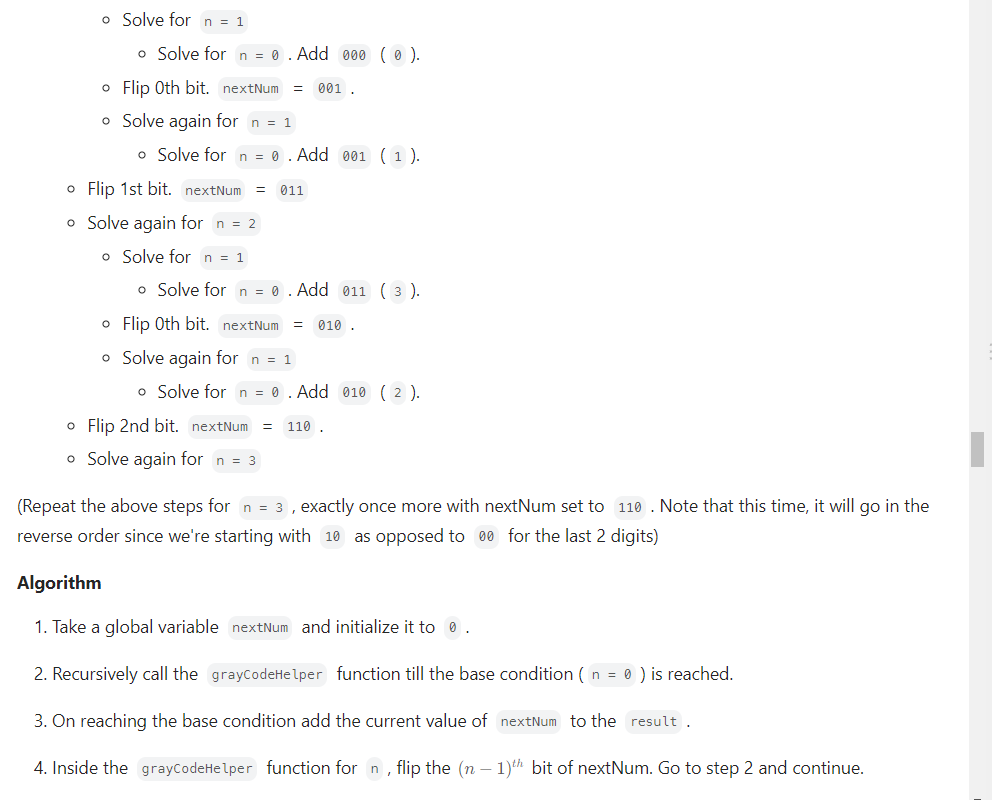 Solve for n = 1
Solve for n = 0 . Add 000 ( 0 ).
Flip 0th bit. nextNum = 001 .
Solve again for n = 1
Solve for n = 0 . Add 001 ( 1 ).
Flip 1st bit. nextNum = 011
Solve again for n = 2
Solve for n = 1
Solve for n = 0 . Add 011 ( 3 ).
Flip 0th bit. nextNum = 010 .
Solve again for n = 1
Solve for n = 0 . Add 010 ( 2 ).
Flip 2nd bit. nextNum = 110 .
Solve again for n = 3
(Repeat the above steps for n = 3 , exactly once more with nextNum set to 110 . Note that this time, it will go in the
reverse order since we're starting with 10 as opposed to 00 for the last 2 digits)
Algorithm
1. Take a global variable nextNum and initialize it to 0 .
2. Recursively call the grayCodeHelper function till the base condition ( n = 0 ) is reached.
3. On reaching the base condition add the current value of nextNum to the result .
4. Inside the grayCodeHelper function for n , flip the (n − 1)th bit of nextNum. Go to step 2 and continue.